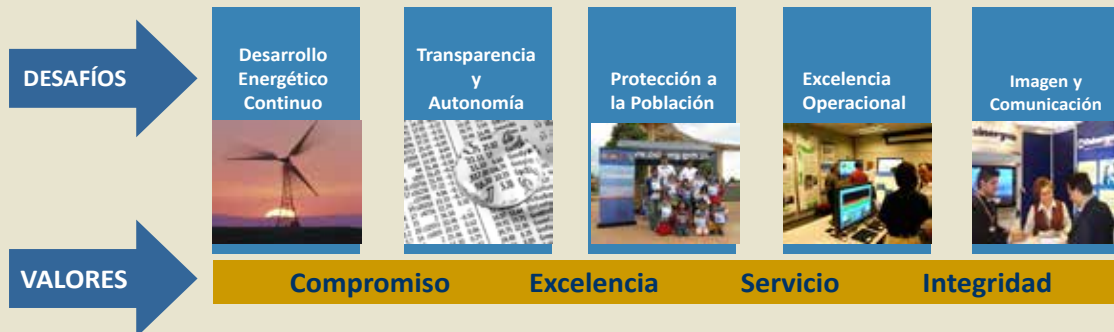 DESAFÍOS
Desarrollo
Energético
Continuo
Transparencia
y
Autonomía
Protección a
la Población
Excelencia
Operacional
Imagen y
Comunicación
VALORES
Compromiso Excelencia Servicio Integridad